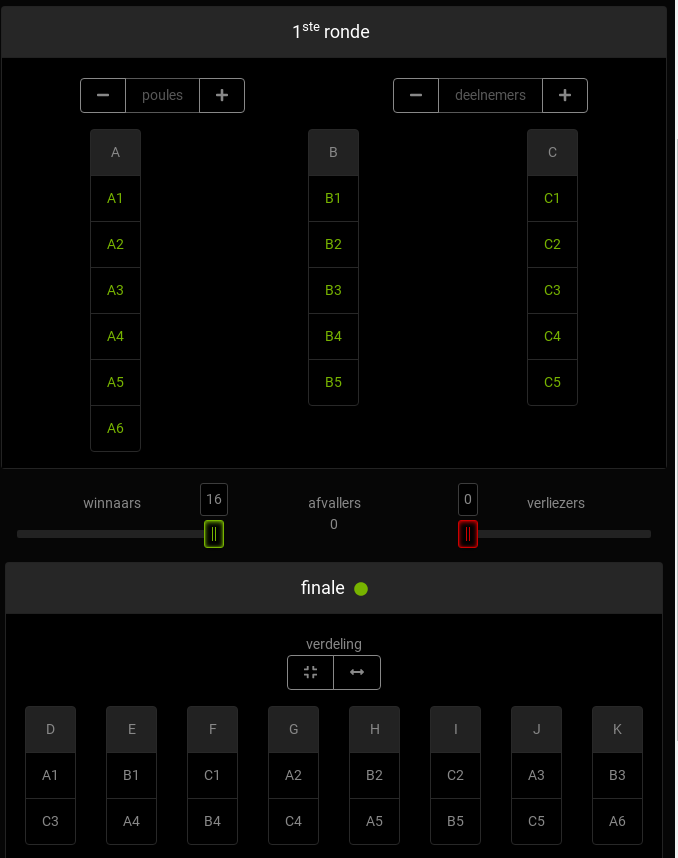 1ste ronde
− poules + − deelnemers +
A B C
A1 B1 C1
A2 B2 C2
A3 B3 C3
A4 B4 C4
A5 B5 C5
A6
winnaars 16 afvallers 0 verliezers
0
finale
verdeling
D E F G H I J K
A1 B1 C1 A2 B2 C2 A3 B3
C3 A4 B4 C4 A5 B5 C5 A6